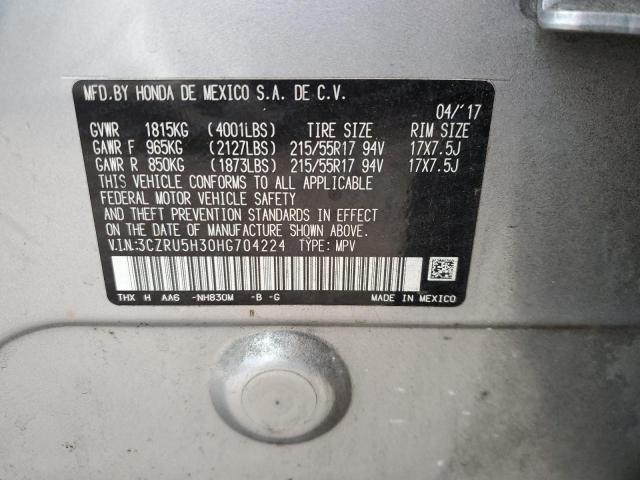 MFD.BY HONDA DE MEXICO S.A. DE C.V.
04/'17
GVWR 1815KG (4001LBS) TIRE SIZE RIM SIZE
GAWR F 965KG (2127LBS) 215/55R17 94V 17X7.5J
GAWR R 850KG (1873LBS) 215/55R17 94V 17X7.5J
THIS VEHICLE CONFORMS TO ALL APPLICABLE
FEDERAL MOTOR VEHICLE SAFETY
AND THEFT PREVENTION STANDARDS IN EFFECT
ON THE DATE OF MANUFACTURE SHOWN ABOVE.
V.IN:3CZRU5H30HG704224 TYPE: MPV
THX H AA6 -NH830M -B -G MADE IN MEXICO